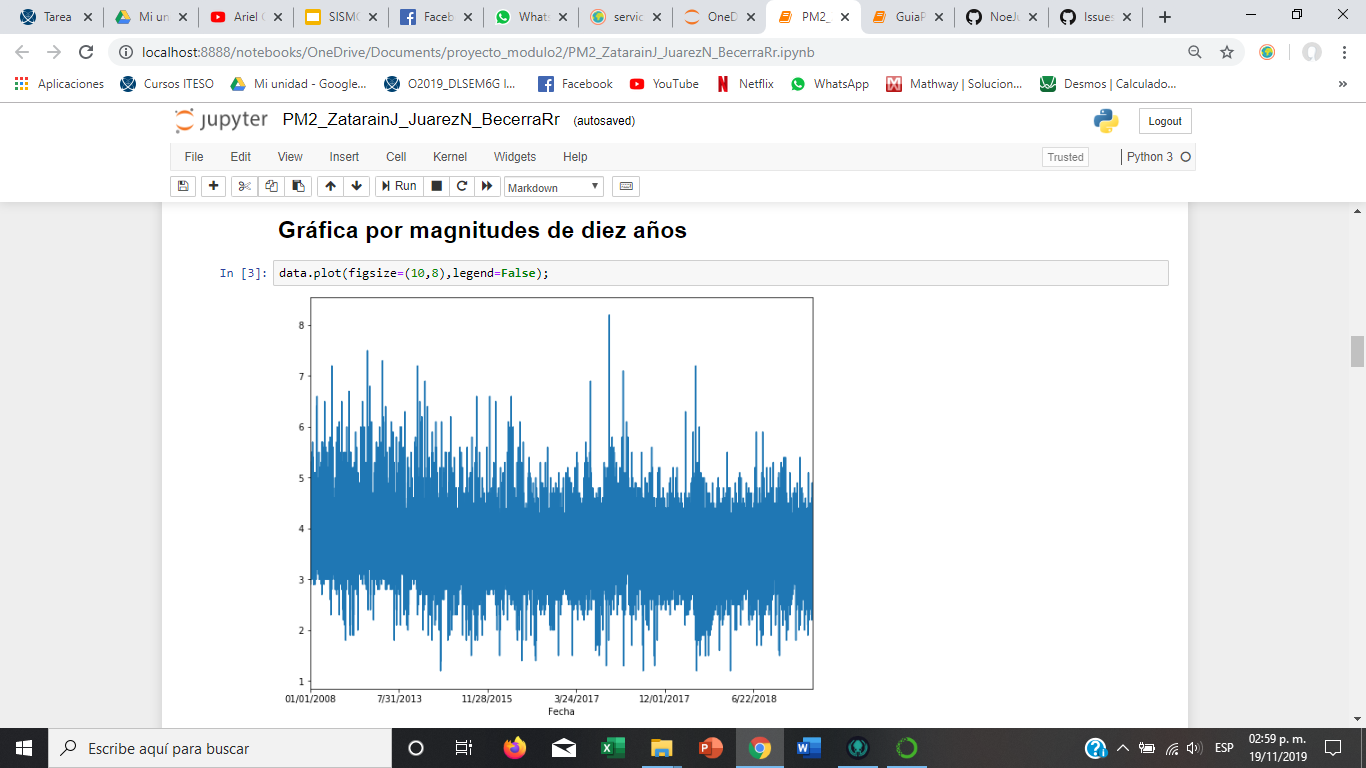 Tarea
Mi un
Ariel
SISM
Faceb
Whats
servic
OneD
PM2_
GuiaP
NoeJu
Issues
localhost:8888/notebooks/OneDrive/Documents/proyecto_modulo2/PM2_ZatarainJ_JuarezN_BecerraRr.ipynb
Aplicaciones
Cursos ITESO
Mi unidad - Google...
O2019_DLSEM6G I...
Facebook
YouTube
Netflix
WhatsApp
Mathway | Solucion...
Desmos | Calculado...
»
jupyter PM2_ZatarainJ_JuarezN_BecerraRr (autosaved)
Logout
File Edit View Insert Cell Kernel Widgets Help
Trusted
Python 3
Run
Markdown
Gráfica por magnitudes de diez años
In [3]: data.plot(figsize=(10,8),legend=False);
8
7
6
5
4
3
2
1
01/01/2008 7/31/2013 11/28/2015 3/24/2017 12/01/2017 6/22/2018
Fecha
Escribe aquí para buscar
ESP
02:59 p. m.
19/11/2019